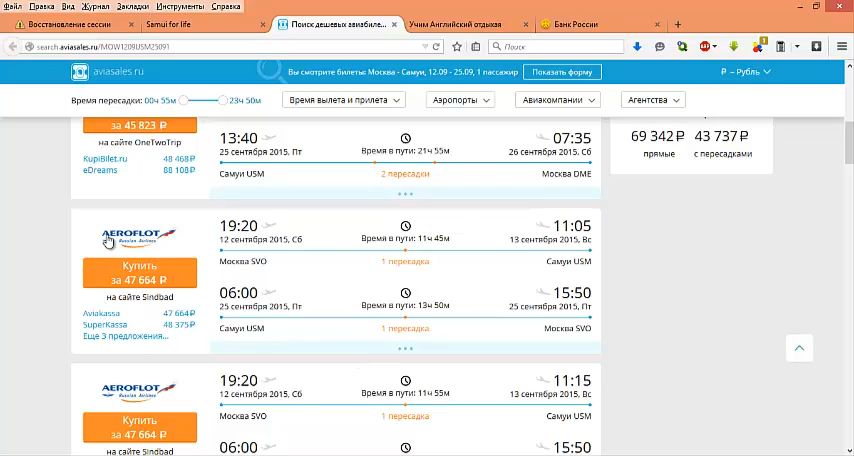 Файл Правка Вид Журнал Закладки Инструменты Справка
Восстановление сессии
Samui for life
Поиск дешевых авиабиле...
Учим Английский отдыхая
Банк России
search.aviasales.ru/MOW1209USM25091
Поиск
aviasales.ru
Вы смотрите билеты: Москва - Самуи, 12.09 - 25.09, 1 пассажир
Показать форму
₽ – Рубль
Время пересадки: 00ч 55м 23ч 50м
Время вылета и прилета
Аэропорты
Авиакомпании
Агентства
за 45 823 ₽
на сайте OneTwoTrip
KupiBilet.ru 48 468 ₽
eDreams 88 108 ₽
13:40 07:35
25 сентября 2015, Пт Время в пути: 21ч 55м 26 сентября 2015, Сб
Самуи USM 2 пересадки Москва DME
69 342 ₽ 43 737 ₽
прямые с пересадками
AEROFLOT
Russian Airlines
Купить
за 47 664 ₽
на сайте Sindbad
Aviakassa 47 664 ₽
SuperKassa 48 375 ₽
Еще 3 предложения...
19:20 11:05
12 сентября 2015, Сб Время в пути: 11ч 45м 13 сентября 2015, Вс
Москва SVO 1 пересадка Самуи USM
06:00 15:50
25 сентября 2015, Пт Время в пути: 13ч 50м 25 сентября 2015, Пт
Самуи USM 1 пересадка Москва SVO
AEROFLOT
Russian Airlines
Купить
за 47 664 ₽
на сайте Sindbad
19:20 11:15
12 сентября 2015, Сб Время в пути: 11ч 55м 13 сентября 2015, Вс
Москва SVO 1 пересадка Самуи USM
06:00 15:50